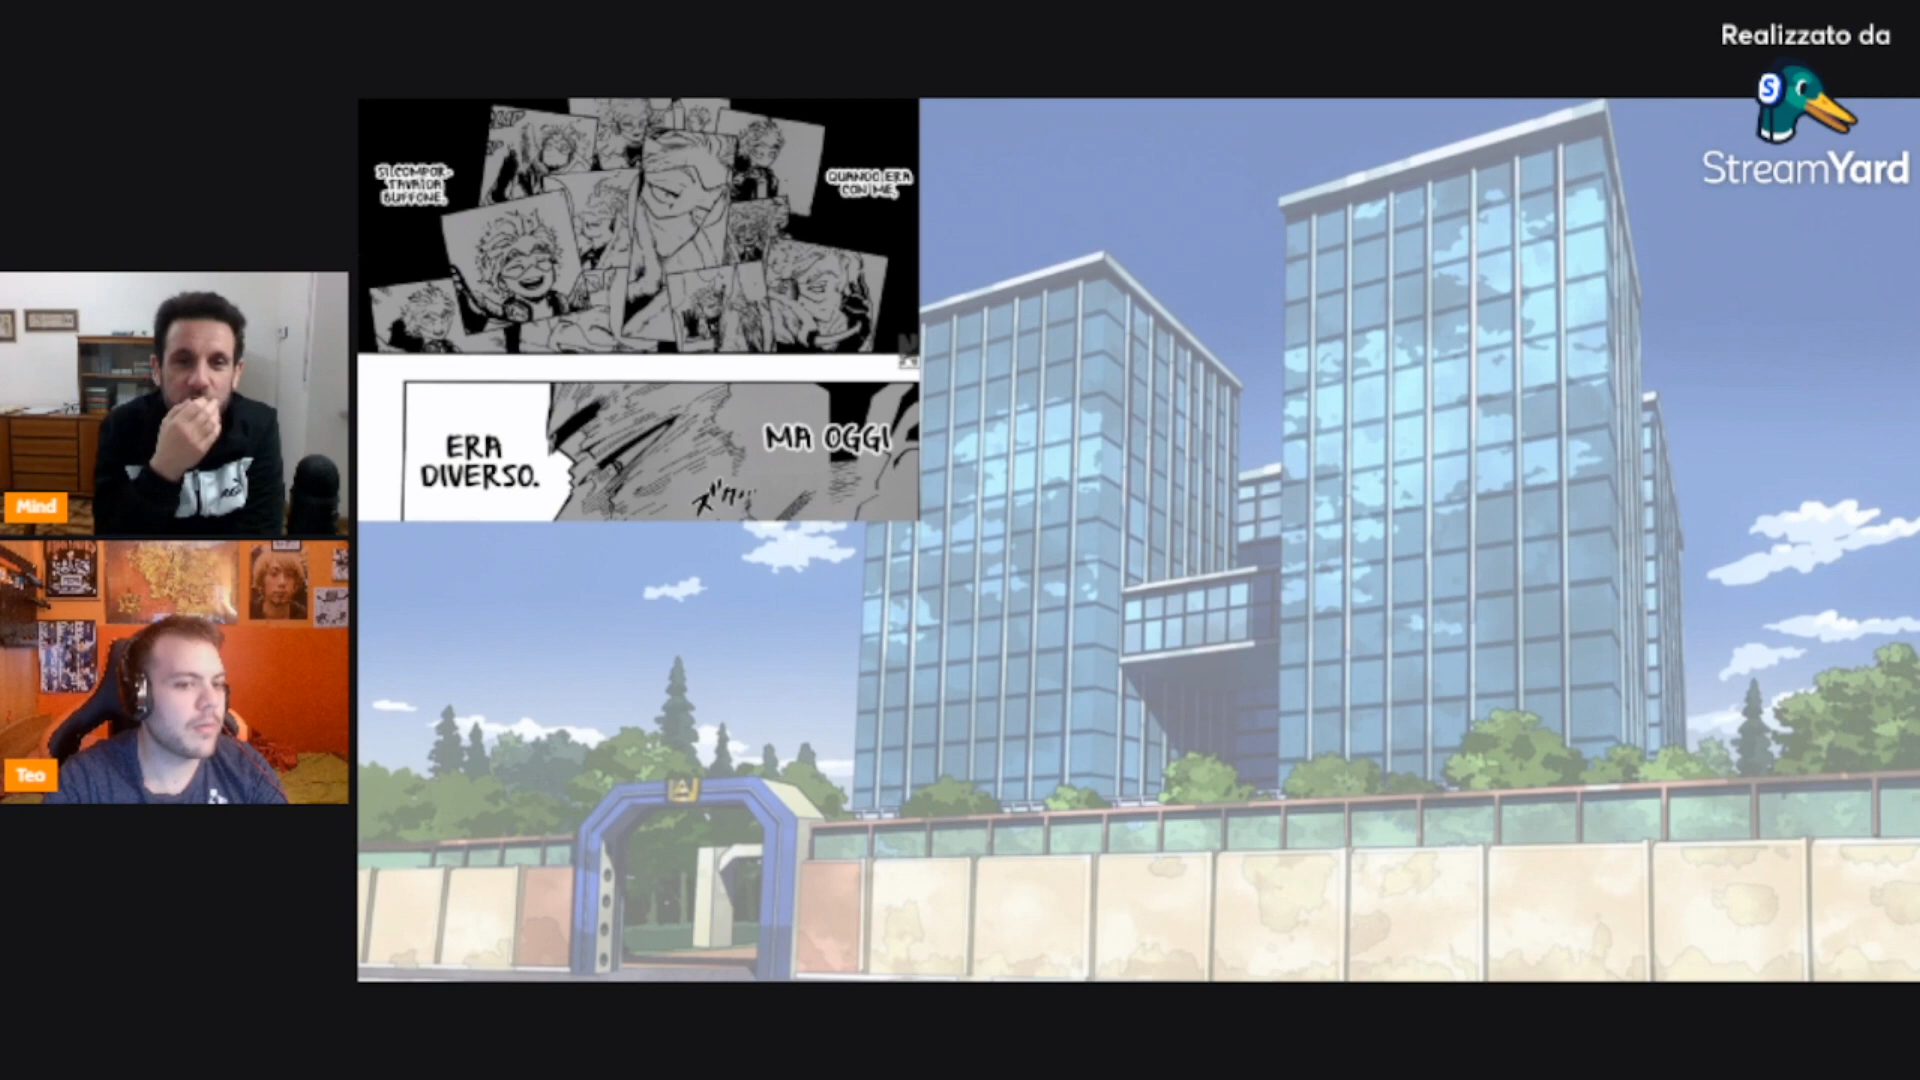 Realizzato da
StreamYard
SI COMPOR-
TAVA DA
BUFFONE.
QUANDO ERA
CON ME,
ERA
DIVERSO.
MA OGGI
Mind
Teo